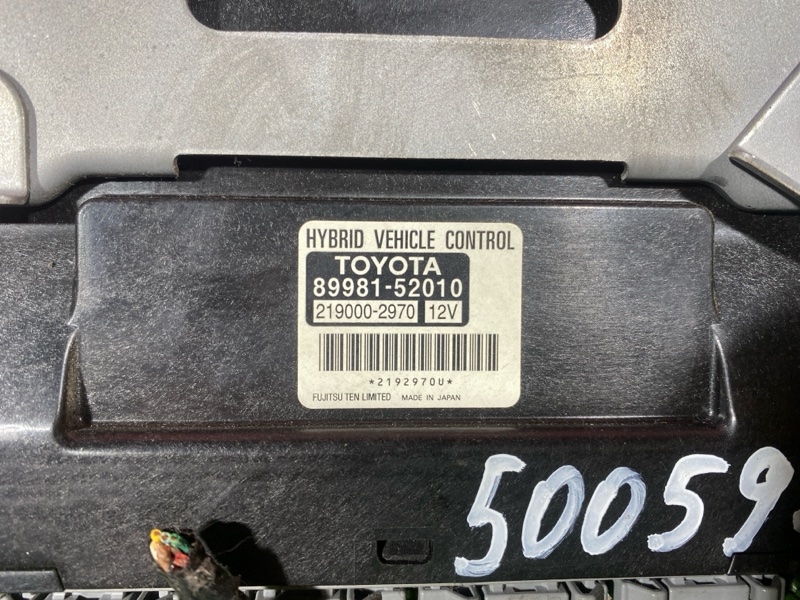 HYBRID VEHICLE CONTROL
TOYOTA
89981-52010
219000-2970 12V
*2192970U*
FUJITSU TEN LIMITED MADE IN JAPAN
50059